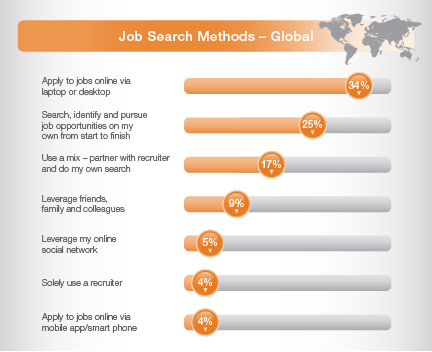 Job Search Methods – Global
Apply to jobs online via
laptop or desktop
34%
Search, identify and pursue
job opportunities on my
own from start to finish
25%
Use a mix – partner with recruiter
and do my own search
17%
Leverage friends,
family and colleagues
9%
Leverage my online
social network
5%
Solely use a recruiter
4%
Apply to jobs online via
mobile app/smart phone
4%